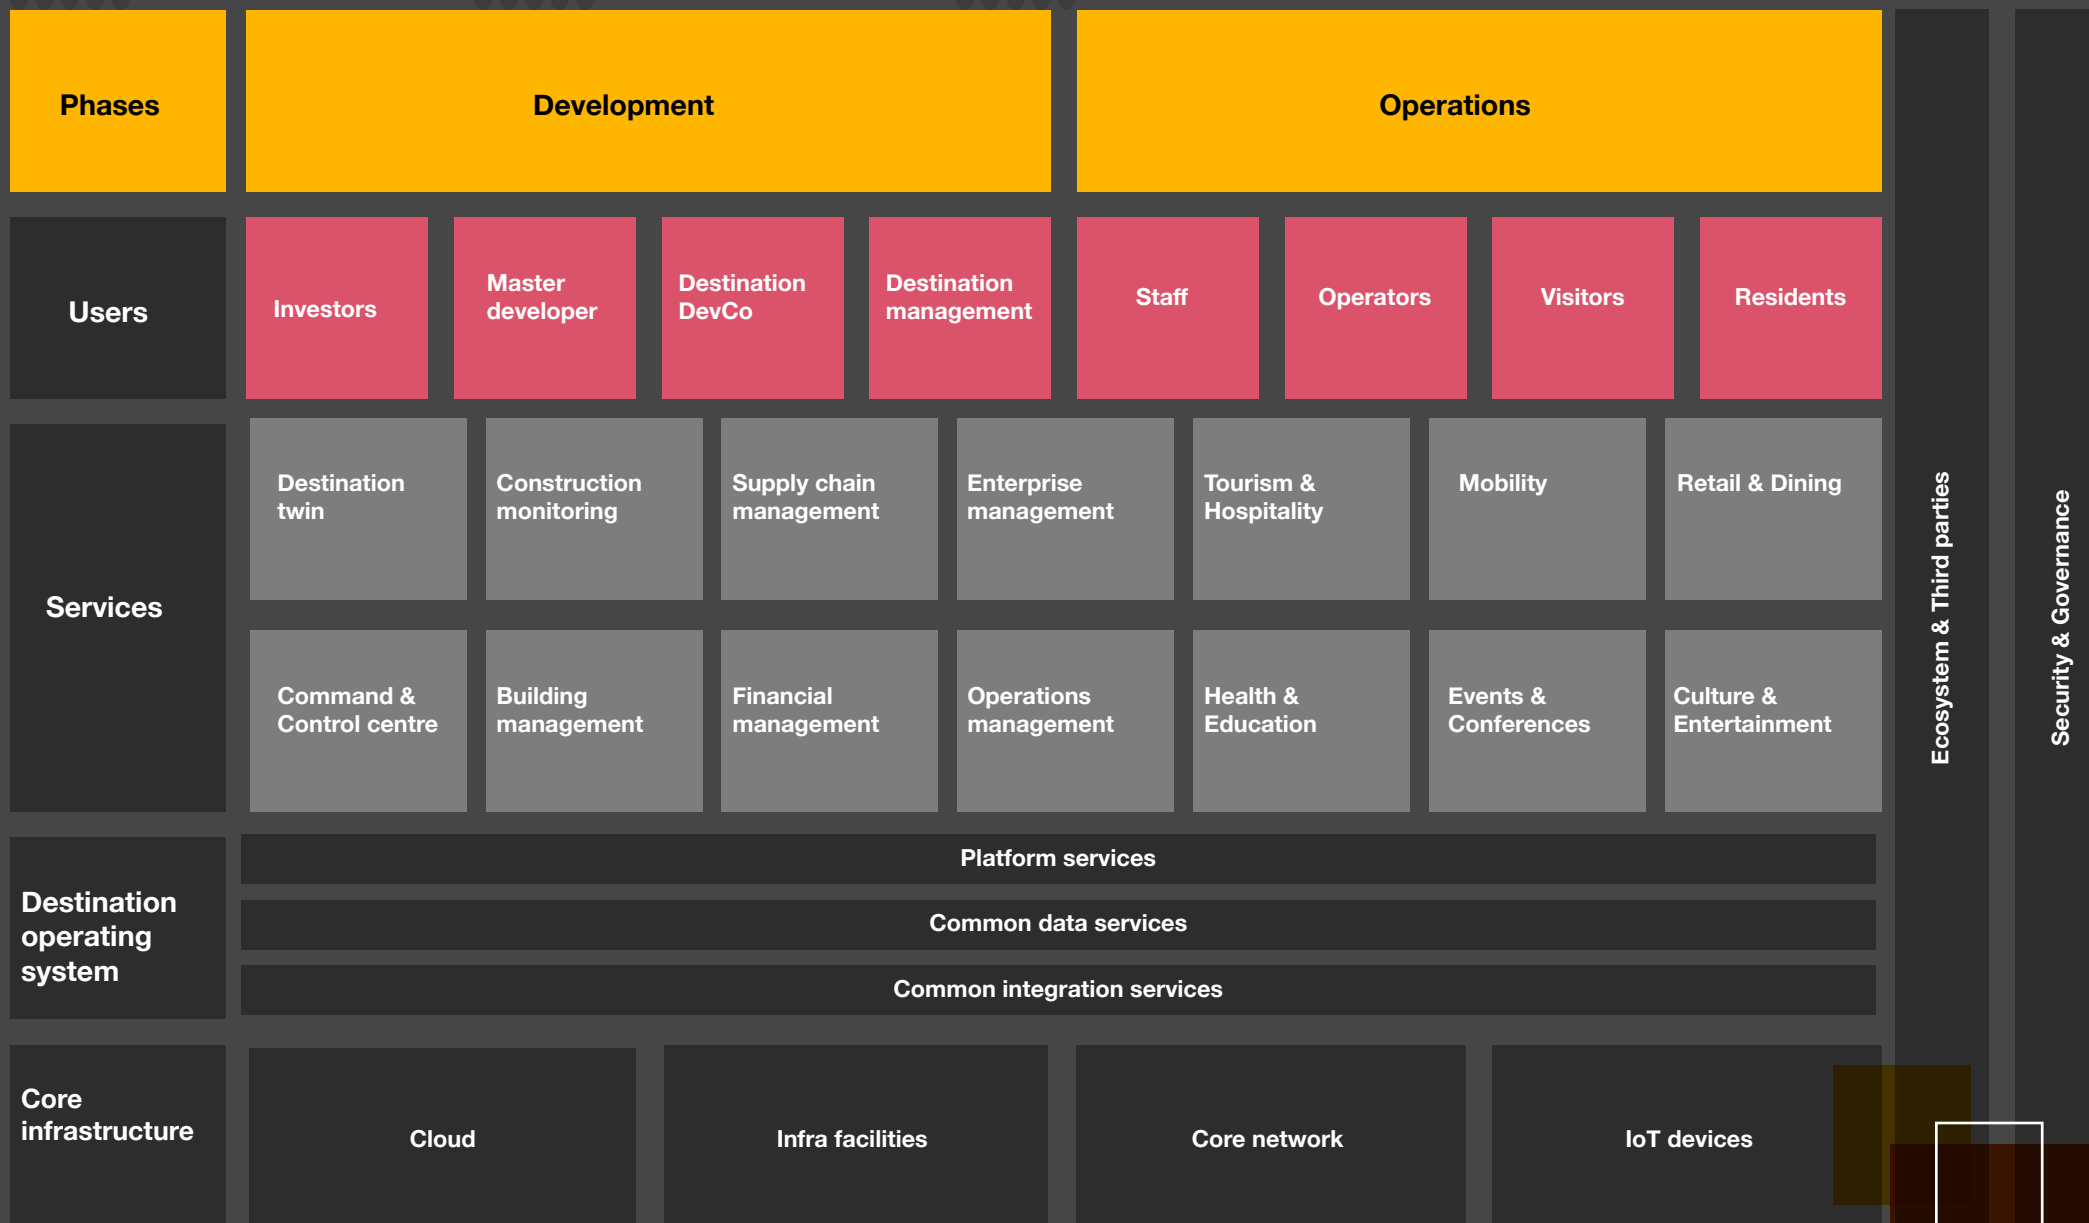 Phases
Development
Operations
Users
Investors
Master
developer
Destination
DevCo
Destination
management
Staff
Operators
Visitors
Residents
Services
Destination
twin
Construction
monitoring
Supply chain
management
Enterprise
management
Tourism &
Hospitality
Mobility
Retail & Dining
Command &
Control centre
Building
management
Financial
management
Operations
management
Health &
Education
Events &
Conferences
Culture &
Entertainment
Destination
operating
system
Platform services
Common data services
Common integration services
Core
infrastructure
Cloud
Infra facilities
Core network
IoT devices
Ecosystem & Third parties
Security & Governance